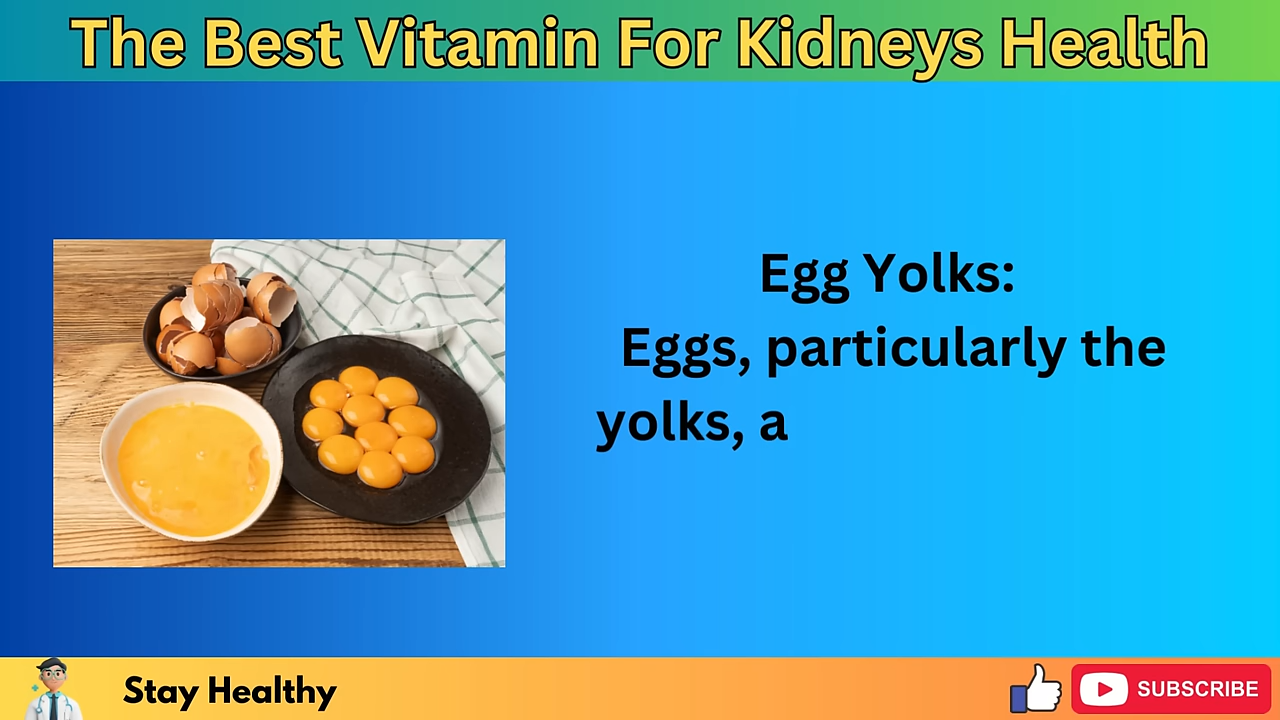 The Best Vitamin For Kidneys Health
Egg Yolks:
Eggs, particularly the
yolks, a
Stay Healthy
SUBSCRIBE